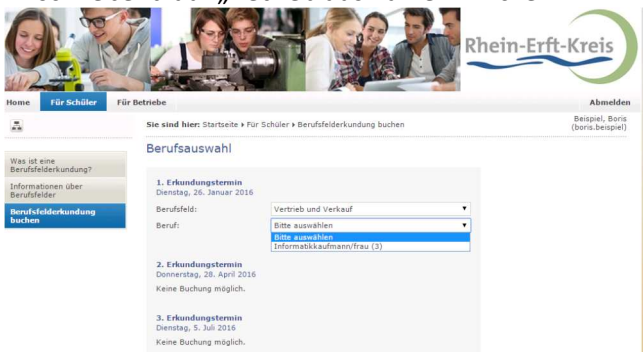 Rhein-Erft-Kreis
Home Für Schüler Für Betriebe Abmelden
Sie sind hier: Startseite ▸ Für Schüler ▸ Berufsfelderkundung buchen
Beispiel, Boris
(boris.beispiel)
Was ist eine
Berufsfelderkundung?
Informationen über
Berufsfelder
Berufsfelderkundung
buchen
Berufsauswahl
1. Erkundungstermin
Dienstag, 26. Januar 2016
Berufsfeld: Vertrieb und Verkauf
Beruf: Bitte auswählen
Bitte auswählen
Informatikkaufmann/frau (3)
2. Erkundungstermin
Donnerstag, 28. April 2016
Keine Buchung möglich.
3. Erkundungstermin
Dienstag, 5. Juli 2016
Keine Buchung möglich.